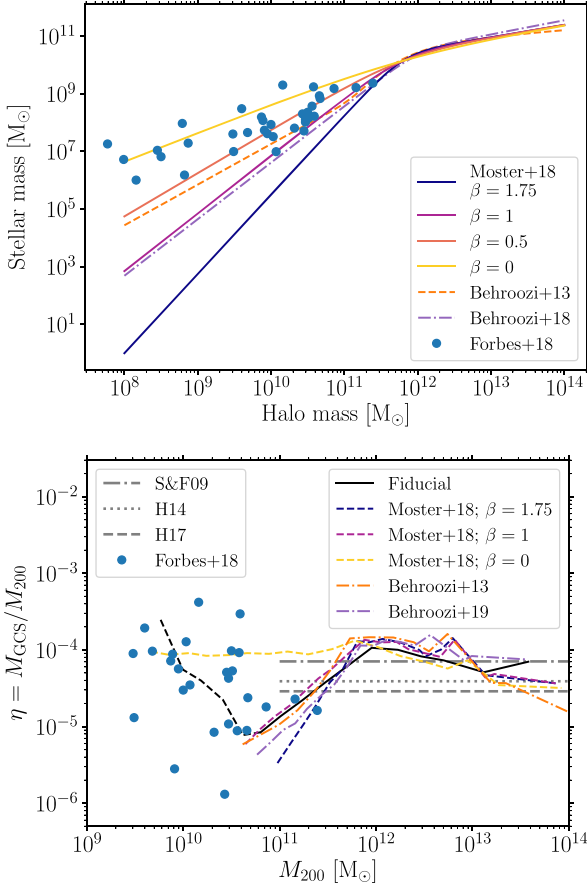 Stellar mass [M⊙]
10^11
10^9
10^7
10^5
10^3
10^1
Moster+18
β = 1.75
β = 1
β = 0.5
β = 0
Behroozi+13
Behroozi+18
Forbes+18
10^8 10^9 10^10 10^11 10^12 10^13 10^14
Halo mass [M⊙]
η = M_GCS/M_200
10^−2
10^−3
10^−4
10^−5
10^−6
S&F09
H14
H17
Forbes+18
Fiducial
Moster+18; β = 1.75
Moster+18; β = 1
Moster+18; β = 0
Behroozi+13
Behroozi+19
10^9 10^10 10^11 10^12 10^13 10^14
M_200 [M⊙]